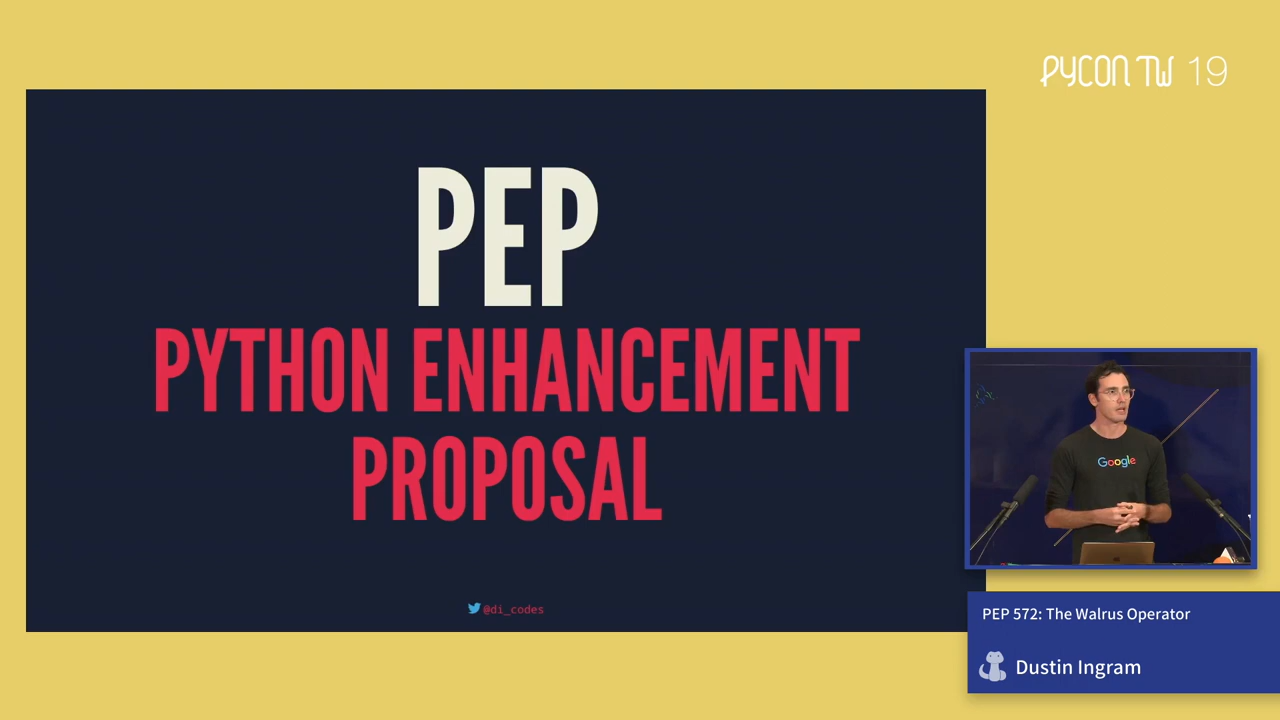 PYCON TW 19
PEP
PYTHON ENHANCEMENT
PROPOSAL
@di_codes
Google
PEP 572: The Walrus Operator
Dustin Ingram